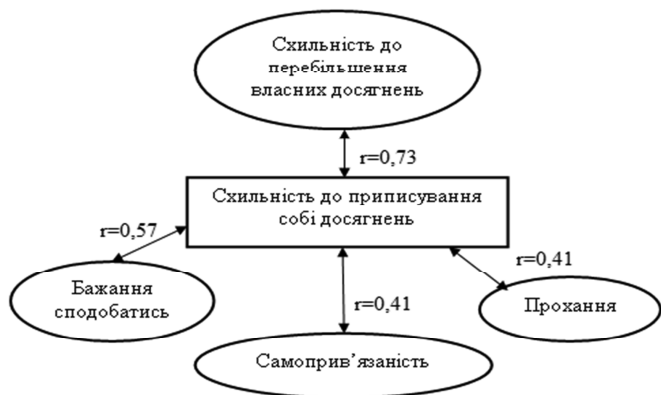 Схильність до
перебільшення
власних досягнень
r=0,73
Схильність до приписування
собі досягнень
r=0,57
r=0,41
Бажання
сподобатись
r=0,41
Прохання
Самоприв’язаність